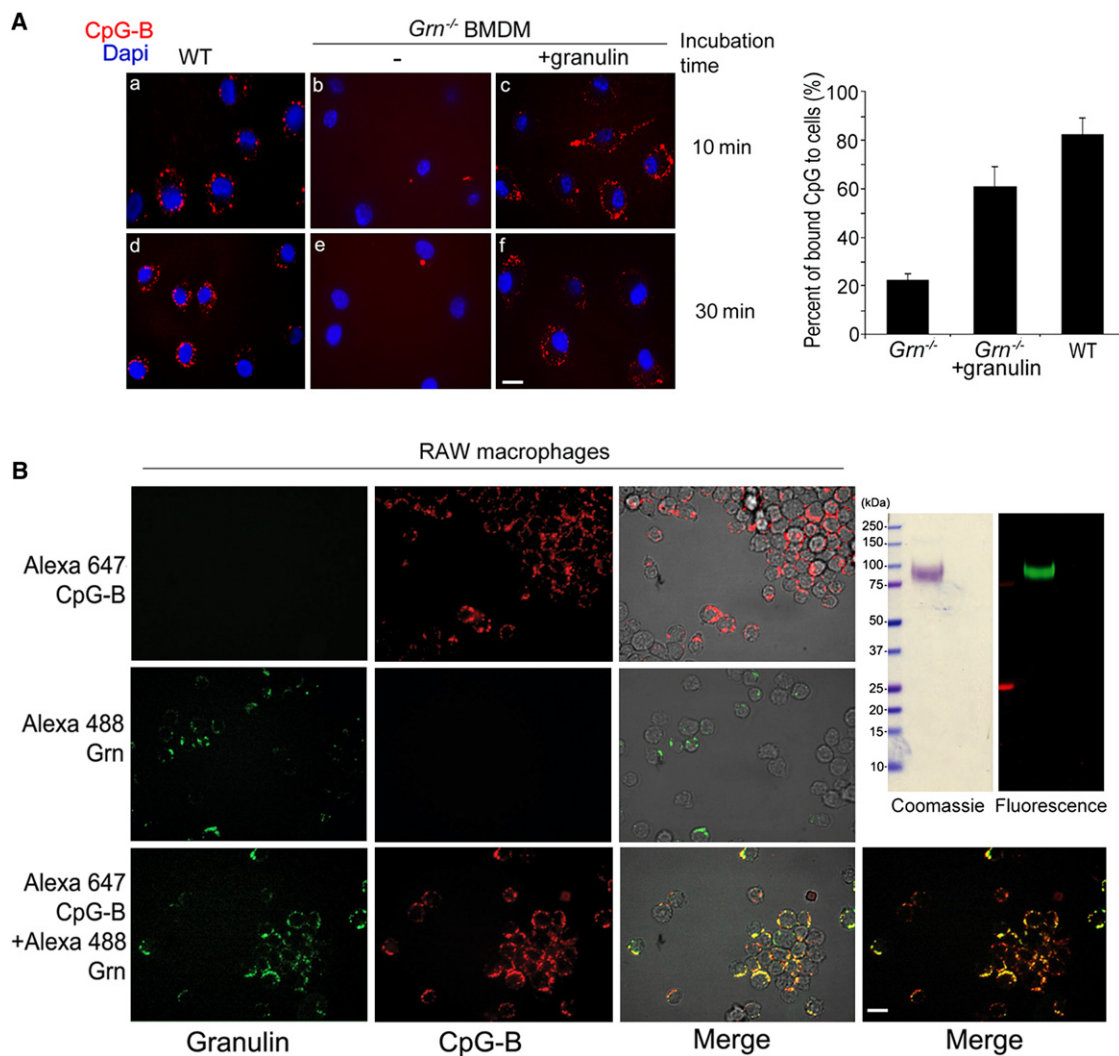 A
CpG-B
Dapi
WT
Grn-/- BMDM
-
+granulin
Incubation
time
a
b
c
10 min
d
e
f
30 min
Percent of bound CpG to cells (%)
100
80
60
40
20
0
Grn-/-
Grn-/-
+granulin
WT
B
RAW macrophages
Alexa 647
CpG-B
Alexa 488
Grn
Alexa 647
CpG-B
+Alexa 488
Grn
Granulin
CpG-B
Merge
Merge
(kDa)
250
150
100
75
50
37
25
20
15
10
Coomassie
Fluorescence